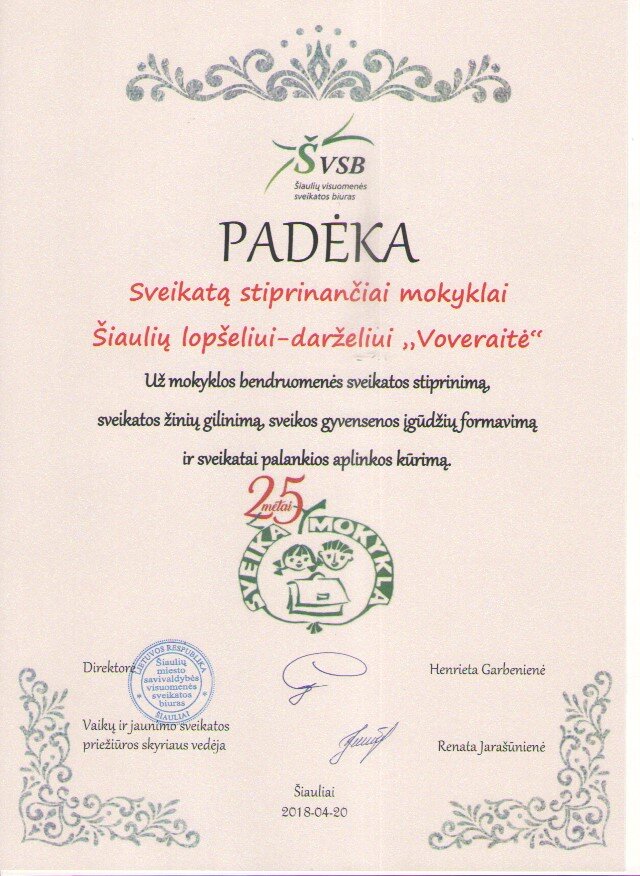 ŠVSB
Šiaulių visuomenės
sveikatos biuras
PADĖKA
Sveikatą stiprinančiai mokyklai
Šiaulių lopšeliui-darželiui „Voveraitė“
Už mokyklos bendruomenės sveikatos stiprinimą,
sveikatos žinių gilinimą, sveikos gyvensenos įgūdžių formavimą
ir sveikatai palankios aplinkos kūrimą.
25
metai
SVEIKA MOKYKLA
Direktorė
LIETUVOS RESPUBLIKA
Šiaulių
miesto
savivaldybės
visuomenės
sveikatos
biuras
ŠIAULIAI
Henrieta Garbenienė
Vaikų ir jaunimo sveikatos
priežiūros skyriaus vedėja
Renata Jarašūnienė
Šiauliai
2018-04-20